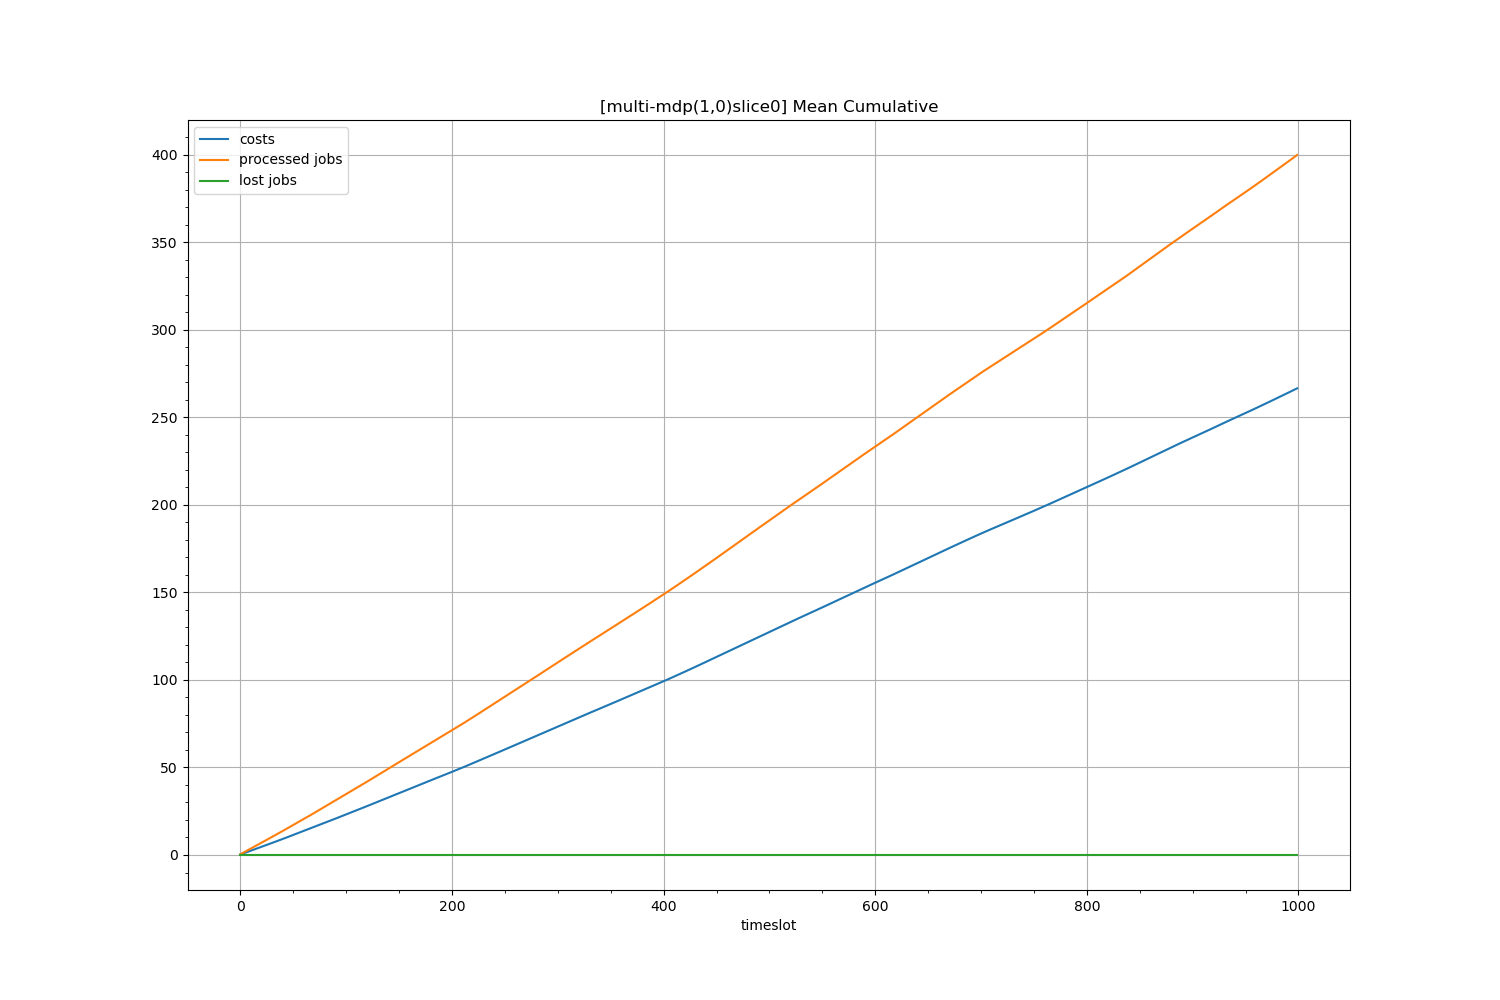 [multi-mdp(1,0)slice0] Mean Cumulative
costs
processed jobs
lost jobs
400
350
300
250
200
150
100
50
0
0 200 400 600 800 1000
timeslot